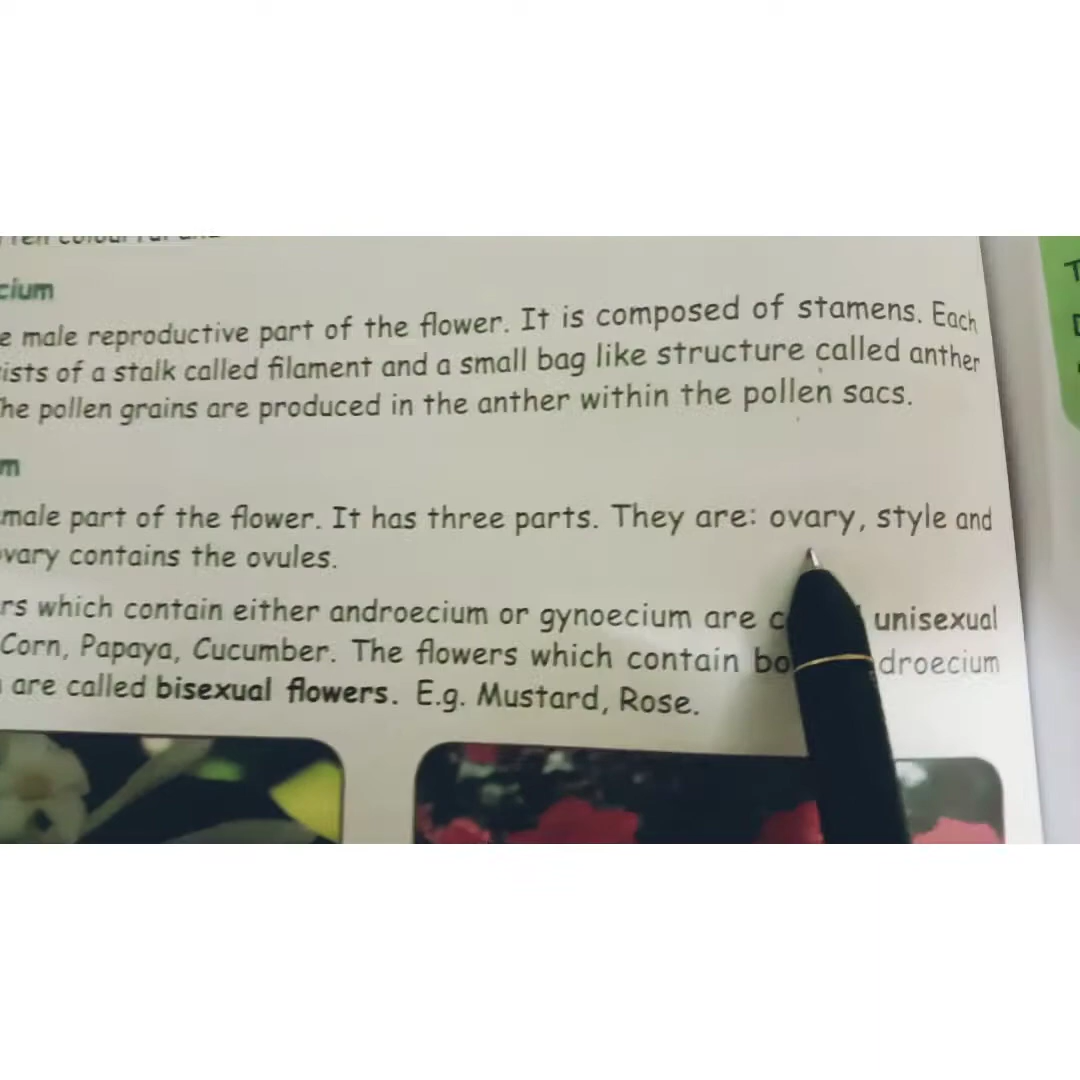 cium
e male reproductive part of the flower. It is composed of stamens. Each
ists of a stalk called filament and a small bag like structure called anther
he pollen grains are produced in the anther within the pollen sacs.
m
male part of the flower. It has three parts. They are: ovary, style and
vary contains the ovules.
rs which contain either androecium or gynoecium are unisexual
Corn, Papaya, Cucumber. The flowers which contain bo droecium
are called bisexual flowers. E.g. Mustard, Rose.